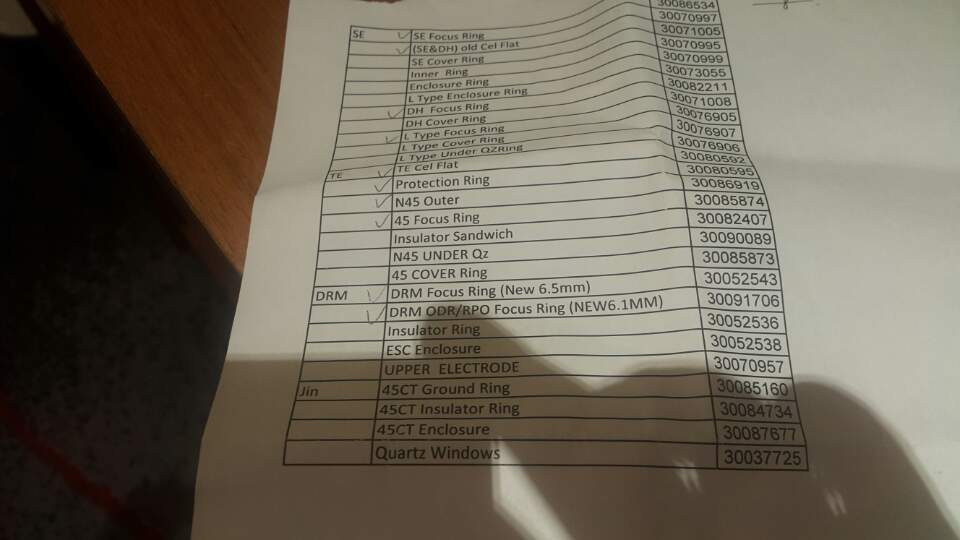 SE SE Focus Ring 30086534
(SE&DH) old Cel Flat 30070997
SE Cover Ring 30071005
Inner Ring 30070995
Enclosure Ring 30070999
L Type Enclosure Ring 30073055
DH Focus Ring 30082211
DH Cover Ring 30071008
L Type Focus Ring 30076905
L Type Cover Ring 30076907
L Type Under QZRing 30076906
TE TE Cel Flat 30080592
Protection Ring 30080595
N45 Outer 30086919
45 Focus Ring 30085874
Insulator Sandwich 30082407
N45 UNDER Qz 30090089
45 COVER Ring 30085873
DRM DRM Focus Ring (New 6.5mm) 30052543
DRM ODR/RPO Focus Ring (NEW6.1MM) 30091706
Insulator Ring 30052536
ESC Enclosure 30052538
UPPER ELECTRODE 30070957
Jin 45CT Ground Ring 30085160
45CT Insulator Ring 30084734
45CT Enclosure 30087677
Quartz Windows 30037725